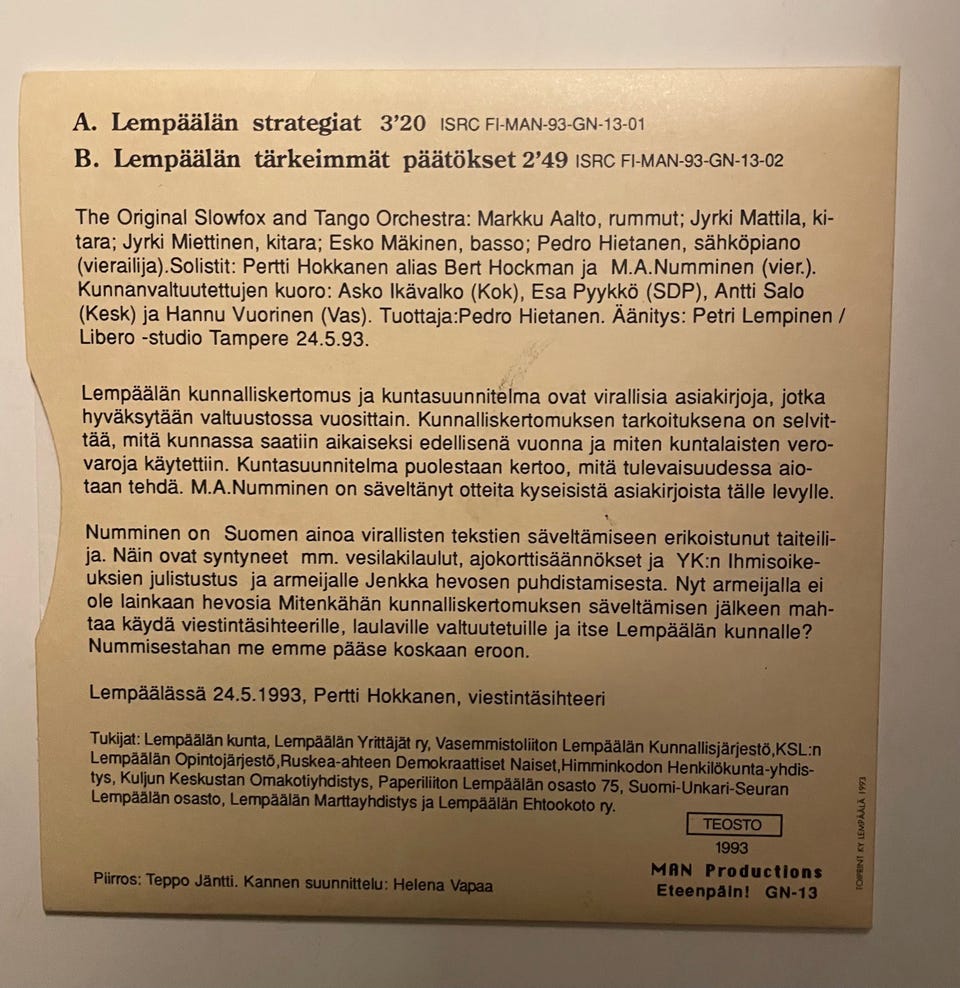 A. Lempäälän strategiat 3'20 ISRC FI-MAN-93-GN-13-01
B. Lempäälän tärkeimmät päätökset 2'49 ISRC FI-MAN-93-GN-13-02
The Original Slowfox and Tango Orchestra: Markku Aalto, rummut; Jyrki Mattila, ki-
tara; Jyrki Miettinen, kitara; Esko Mäkinen, basso; Pedro Hietanen, sähköpiano
(vierailija).Solistit: Pertti Hokkanen alias Bert Hockman ja M.A.Numminen (vier.).
Kunnanvaltuutettujen kuoro: Asko Ikävalko (Kok), Esa Pyykkö (SDP), Antti Salo
(Kesk) ja Hannu Vuorinen (Vas). Tuottaja:Pedro Hietanen. Äänitys: Petri Lempinen /
Libero -studio Tampere 24.5.93.
Lempäälän kunnalliskertomus ja kuntasuunnitelma ovat virallisia asiakirjoja, jotka
hyväksytään valtuustossa vuosittain. Kunnalliskertomuksen tarkoituksena on selvit-
tää, mitä kunnassa saatiin aikaiseksi edellisenä vuonna ja miten kuntalaisten vero-
varoja käytettiin. Kuntasuunnitelma puolestaan kertoo, mitä tulevaisuudessa aio-
taan tehdä. M.A.Numminen on säveltänyt otteita kyseisistä asiakirjoista tälle levylle.
Numminen on Suomen ainoa virallisten tekstien säveltämiseen erikoistunut taiteili-
ja. Näin ovat syntyneet mm. vesilakilaulut, ajokorttisäännökset ja YK:n Ihmisoike-
uksien julistustus ja armeijalle Jenkka hevosen puhdistamisesta. Nyt armeijalla ei
ole lainkaan hevosia Mitenkähän kunnalliskertomuksen säveltämisen jälkeen mah-
taa käydä viestintäsihteerille, laulaville valtuutetuille ja itse Lempäälän kunnalle?
Nummisestahan me emme pääse koskaan eroon.
Lempäälässä 24.5.1993, Pertti Hokkanen, viestintäsihteeri
Tukijat: Lempäälän kunta, Lempäälän Yrittäjät ry, Vasemmistoliiton Lempäälän Kunnallisjärjestö,KSL:n
Lempäälän Opintojärjestö,Ruskea-ahteen Demokraattiset Naiset,Himminkodon Henkilökunta-yhdis-
tys, Kuljun Keskustan Omakotiyhdistys, Paperiliiton Lempäälän osasto 75, Suomi-Unkari-Seuran
Lempäälän osasto, Lempäälän Marttayhdistys ja Lempäälän Ehtookoto ry.
TEOSTO
1993
MAN Productions
Eteenpäin! GN-13
Piirros: Teppo Jäntti. Kannen suunnittelu: Helena Vapaa
TOIPRINT KY LEMPÄÄLÄ 1993